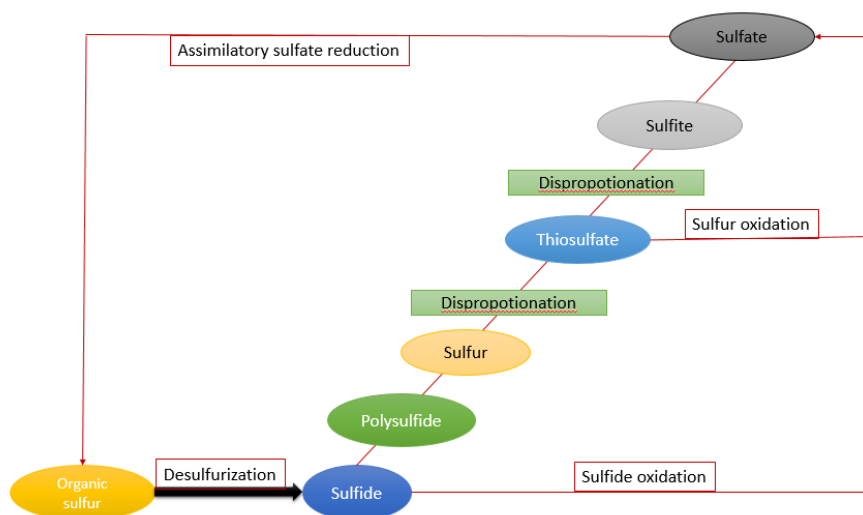 Sulfate
Assimilatory sulfate reduction
Sulfite
Dispropotionation
Sulfur oxidation
Thiosulfate
Dispropotionation
Sulfur
Polysulfide
Desulfurization
Sulfide oxidation
Organic
sulfur
Sulfide